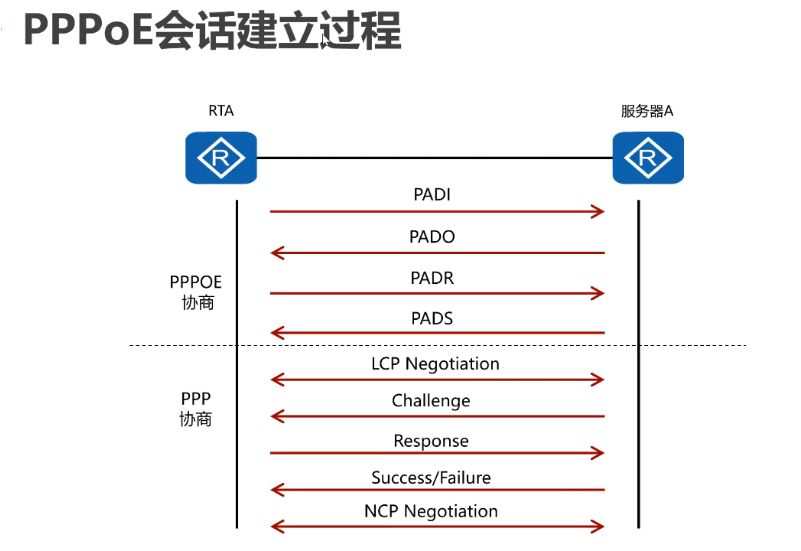 PPPoE会话建立过程
RTA
服务器A
R
R
PADI
PADO
PADR
PADS
PPPOE
协商
LCP Negotiation
Challenge
Response
Success/Failure
NCP Negotiation
PPP
协商